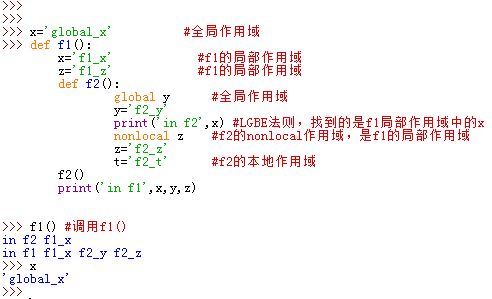 >>>
>>>
>>> x='global_x' #全局作用域
>>> def f1():
x='f1_x' #f1的局部作用域
z='f1_z' #f1的局部作用域
def f2():
global y #全局作用域
y='f2_y'
print('in f2',x) #LGBE法则，找到的是f1局部作用域中的x
nonlocal z #f2的nonlocal作用域，是f1的局部作用域
z='f2_z'
t='f2_t' #f2的本地作用域
f2()
print('in f1',x,y,z)
>>> f1() #调用f1()
in f2 f1_x
in f1 f1_x f2_y f2_z
>>> x
'global_x'
>>>